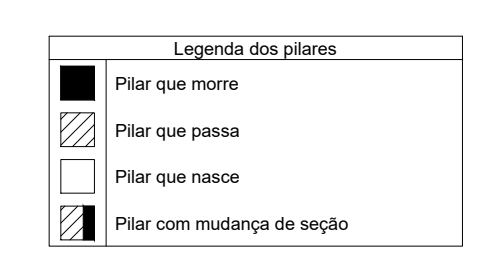 Legenda dos pilares
Pilar que morre
Pilar que passa
Pilar que nasce
Pilar com mudança de seção